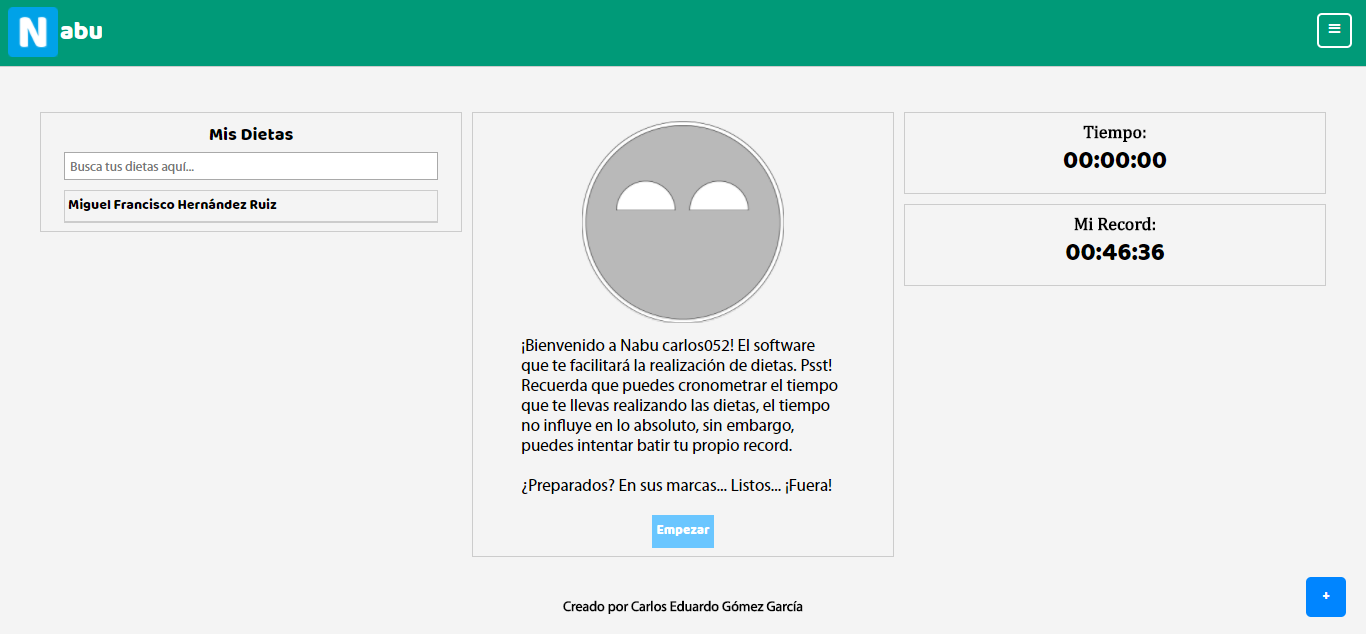 Nabu
Mis Dietas
Busca tus dietas aquí...
Miguel Francisco Hernández Ruiz
¡Bienvenido a Nabu carlos052! El software
que te facilitará la realización de dietas. Psst!
Recuerda que puedes cronometrar el tiempo
que te llevas realizando las dietas, el tiempo
no influye en lo absoluto, sin embargo,
puedes intentar batir tu propio record.
¿Preparados? En sus marcas... Listos... ¡Fuera!
Empezar
Tiempo:
00:00:00
Mi Record:
00:46:36
Creado por Carlos Eduardo Gómez García
+